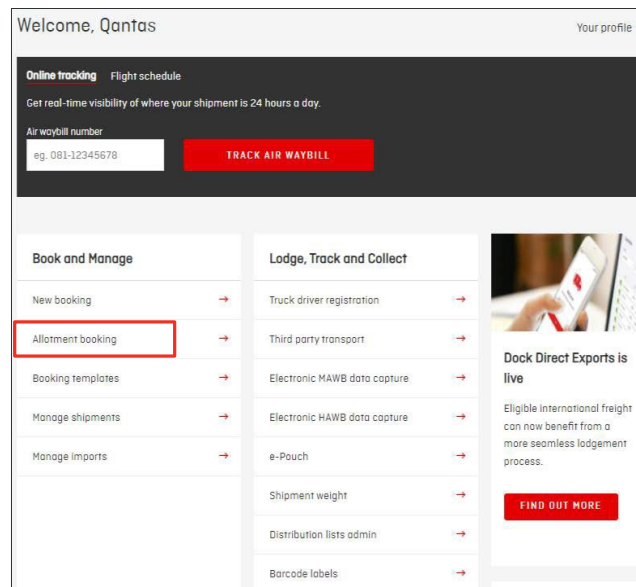 Welcome, Qantas
Your profile
Online tracking Flight schedule
Get real-time visibility of where your shipment is 24 hours a day.
Air waybill number
eg. 081-12345678
TRACK AIR WAYBILL
Book and Manage
New booking
Allotment booking
Booking templates
Manage shipments
Manage imports
Lodge, Track and Collect
Truck driver registration
Third party transport
Electronic MAWB data capture
Electronic HAWB data capture
e-Pouch
Shipment weight
Distribution lists admin
Barcode labels
Dock Direct Exports is
live
Eligible international freight
can now benefit from a
more seamless lodgement
process.
FIND OUT MORE